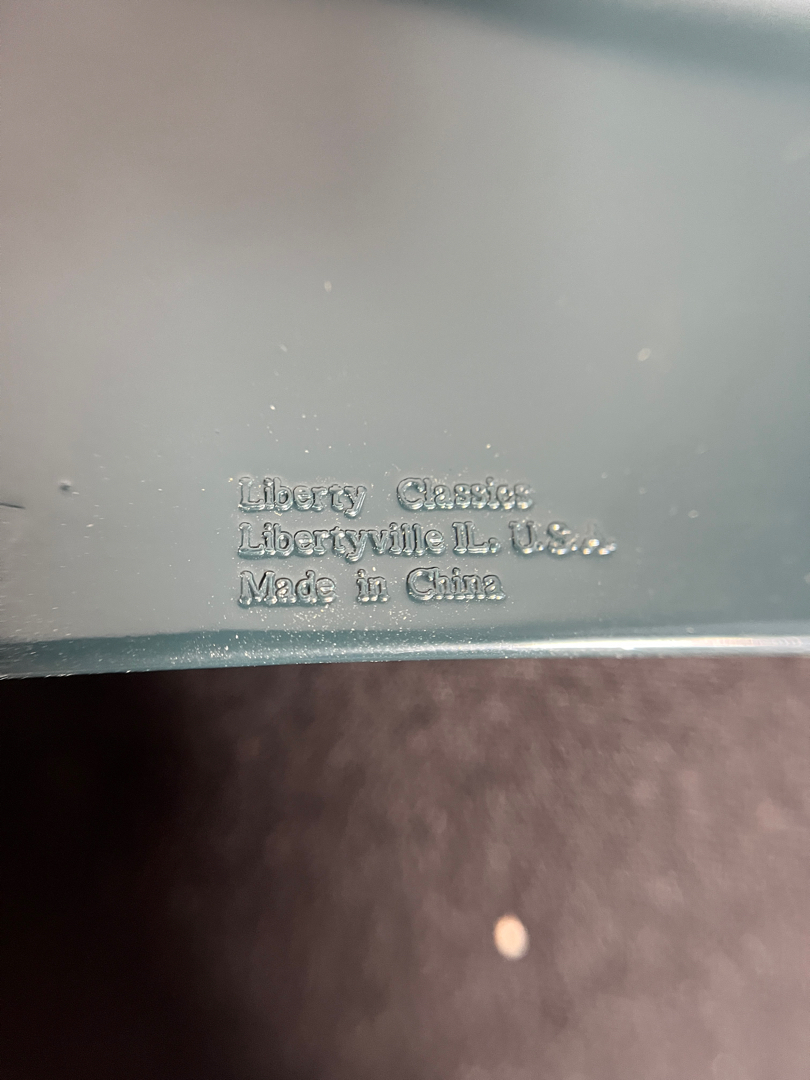 Liberty Classics
Libertyville IL. U.S.A.
Made in China